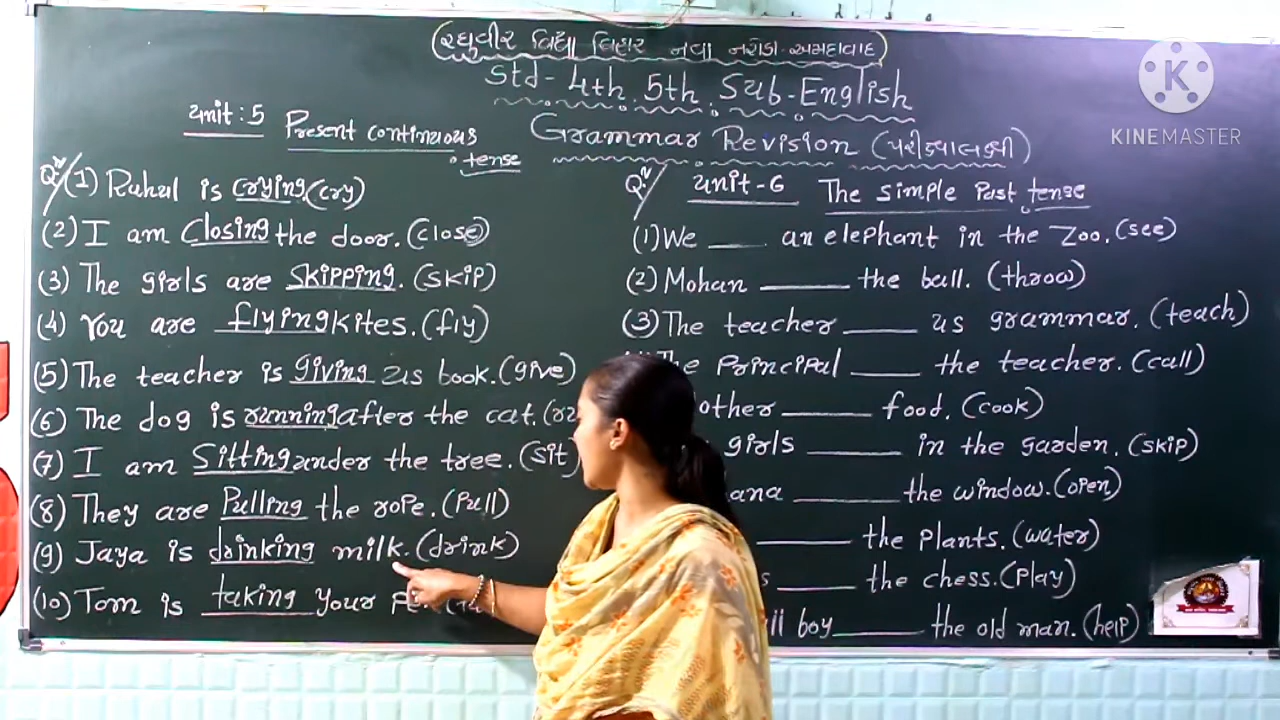 રઘુવીર વિદ્યા વિહાર નવા નરોડા-અમદાવાદ
Std-4th, 5th, Sub-English
Grammar Revision (પરીક્ષાલક્ષી)
KINEMASTER
Unit:5 Present continuous tense
(1) Rahul is crying. (cry)
(2) I am closing the door. (close)
(3) The girls are skipping. (skip)
(4) You are flying kites. (fly)
(5) The teacher is giving us book. (give)
(6) The dog is running after the cat.
(7) I am Sitting under the tree. (Sit)
(8) They are Pulling the rope. (Pull)
(9) Jaya is drinking milk. (drink)
(10) Tom is taking your
Unit-6 The simple Past tense
(1) We ___ an elephant in the Zoo. (see)
(2) Mohan ___ the ball. (throw)
(3) The teacher ___ us grammar. (teach)
Principal ___ the teacher. (call)
other ___ food. (cook)
girls ___ in the garden. (skip)
ana ___ the window. (open)
___ the plants. (water)
___ the chess. (Play)
boy ___ the old man. (help)